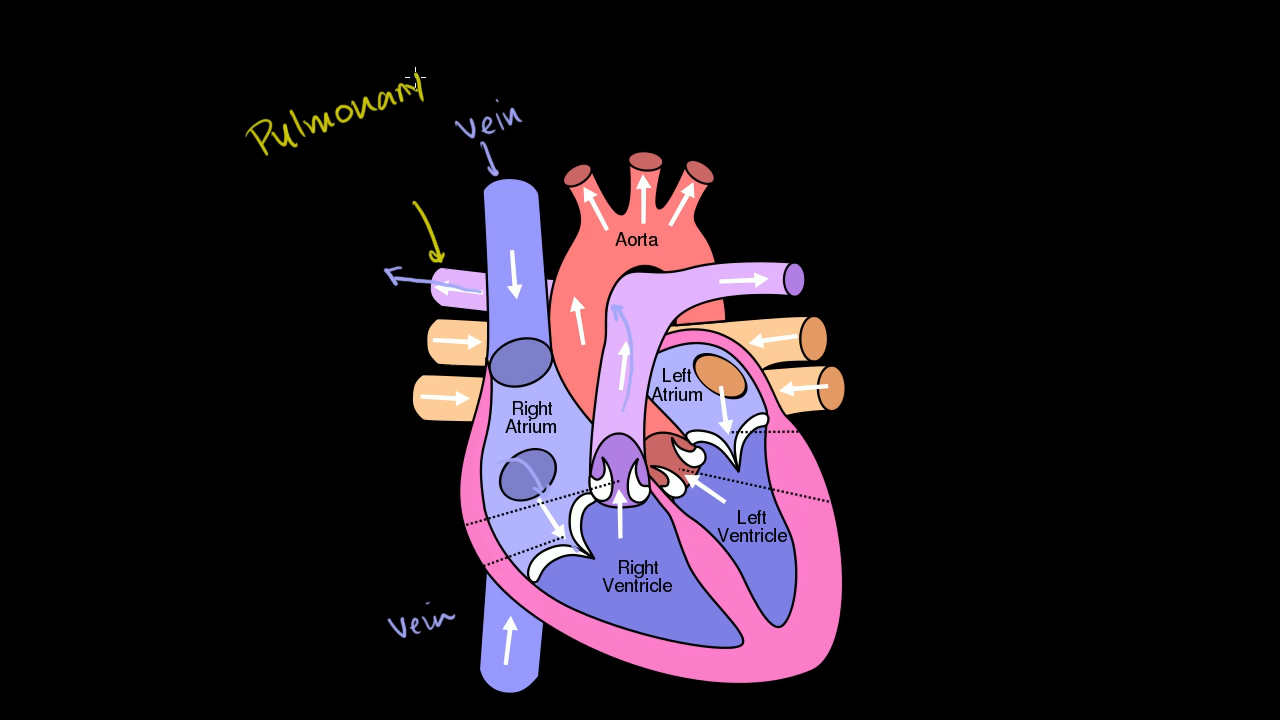 Pulmonary
Vein
Aorta
Left
Atrium
Right
Atrium
Left
Ventricle
Right
Ventricle
Vein